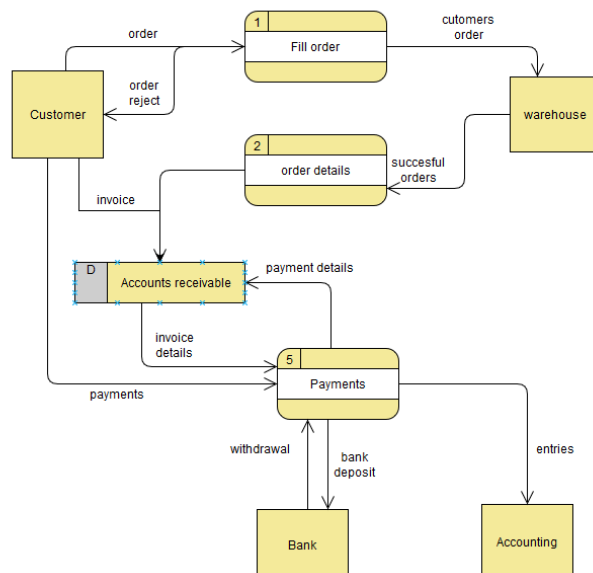 1
order
Fill order
cutomers
order
order
reject
Customer
warehouse
2
order details
succesful
orders
invoice
D
Accounts receivable
payment details
invoice
details
5
Payments
payments
withdrawal
bank
deposit
entries
Bank
Accounting